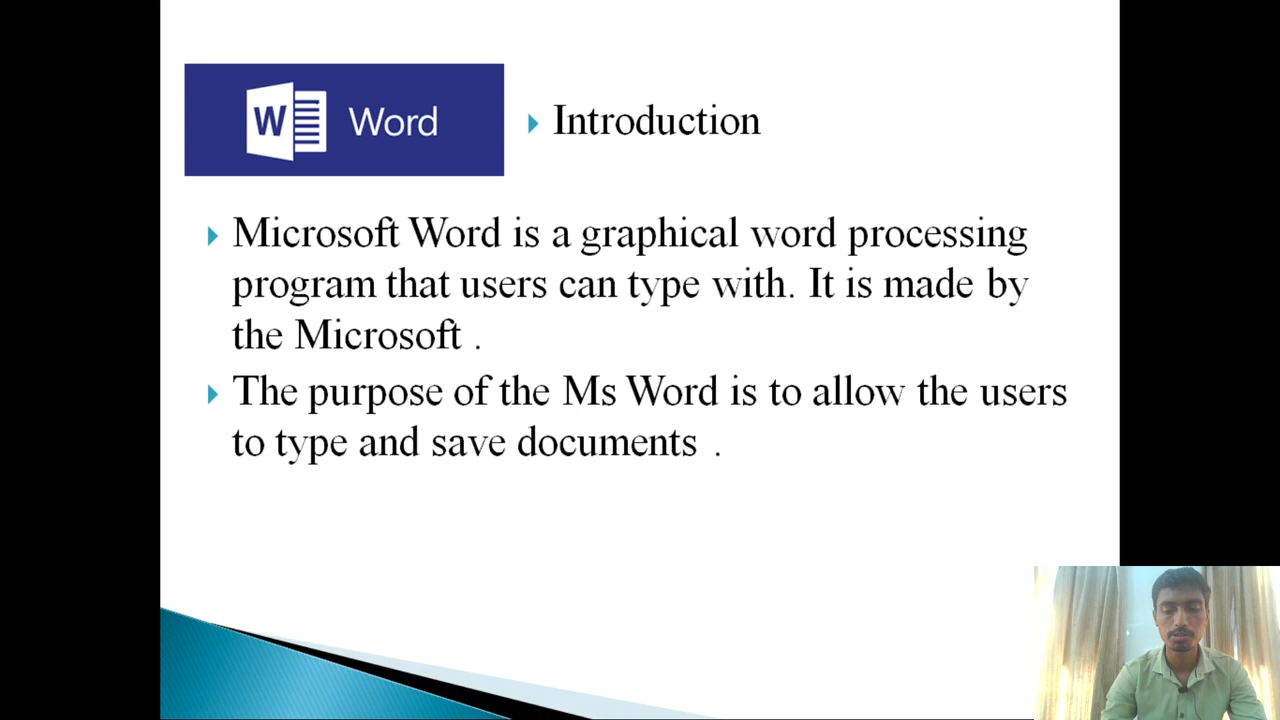 W Word
Introduction
Microsoft Word is a graphical word processing
program that users can type with. It is made by
the Microsoft .
The purpose of the Ms Word is to allow the users
to type and save documents .